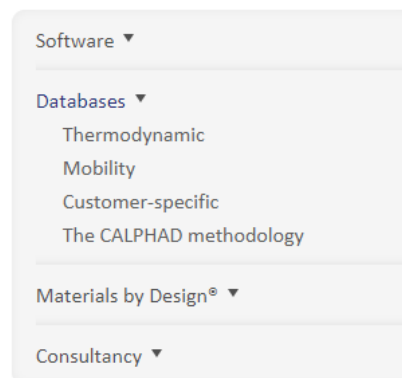 Software ▼
Databases ▼
Thermodynamic
Mobility
Customer-specific
The CALPHAD methodology
Materials by Design® ▼
Consultancy ▼